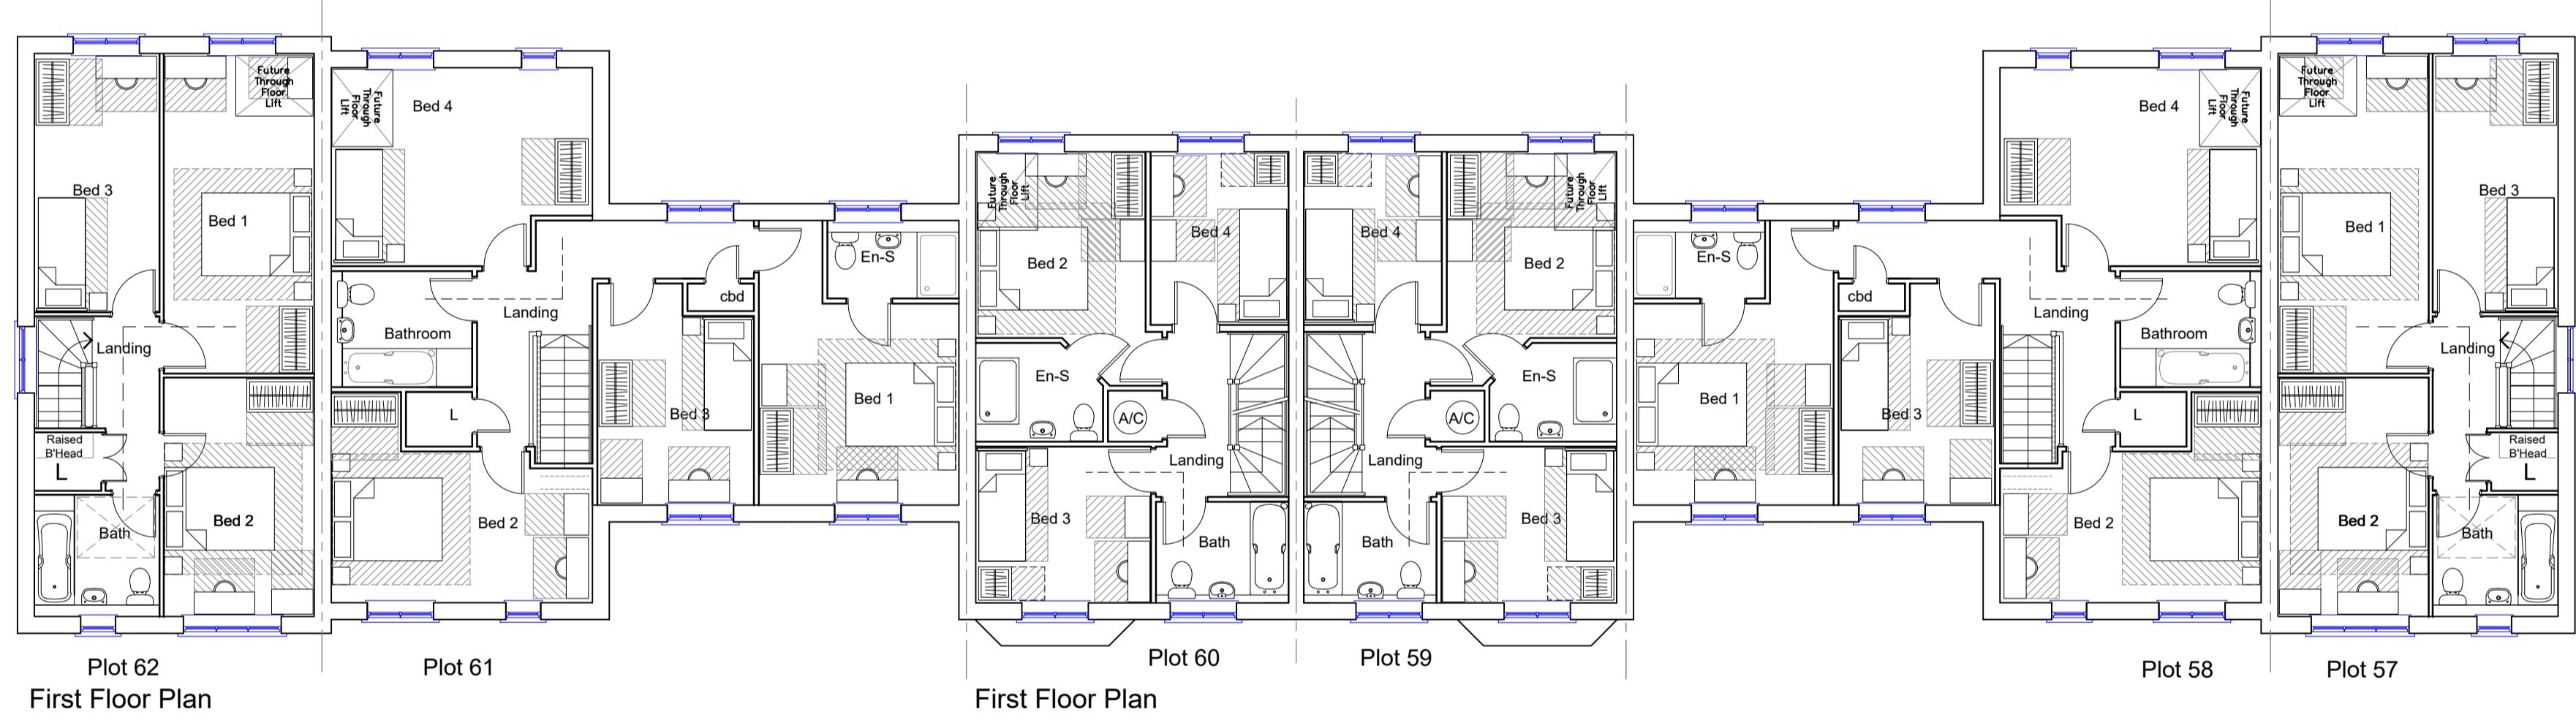 Future
Through
Floor
Lift
Bed 3
Bed 1
Landing
Raised
B'Head
L
Bath
Bed 2
Plot 62
First Floor Plan
Future
Through
Floor
Lift
Bed 4
Bathroom
Landing
L
Bed 2
cbd
En-S
Bed 3
Bed 1
Plot 61
Future
Through
Floor
Lift
Bed 2
Bed 4
En-S
A/C
Landing
Bed 3
Bath
Plot 60
First Floor Plan
Bed 4
Bed 2
Future
Through
Floor
Lift
A/C
En-S
Landing
Bath
Bed 3
Plot 59
En-S
cbd
Bed 1
Bed 3
Bed 4
Future
Through
Floor
Lift
Landing
Bathroom
L
Bed 2
Plot 58
Future
Through
Floor
Lift
Bed 1
Bed 3
Landing
Raised
B'Head
L
Bed 2
Bath
Plot 57